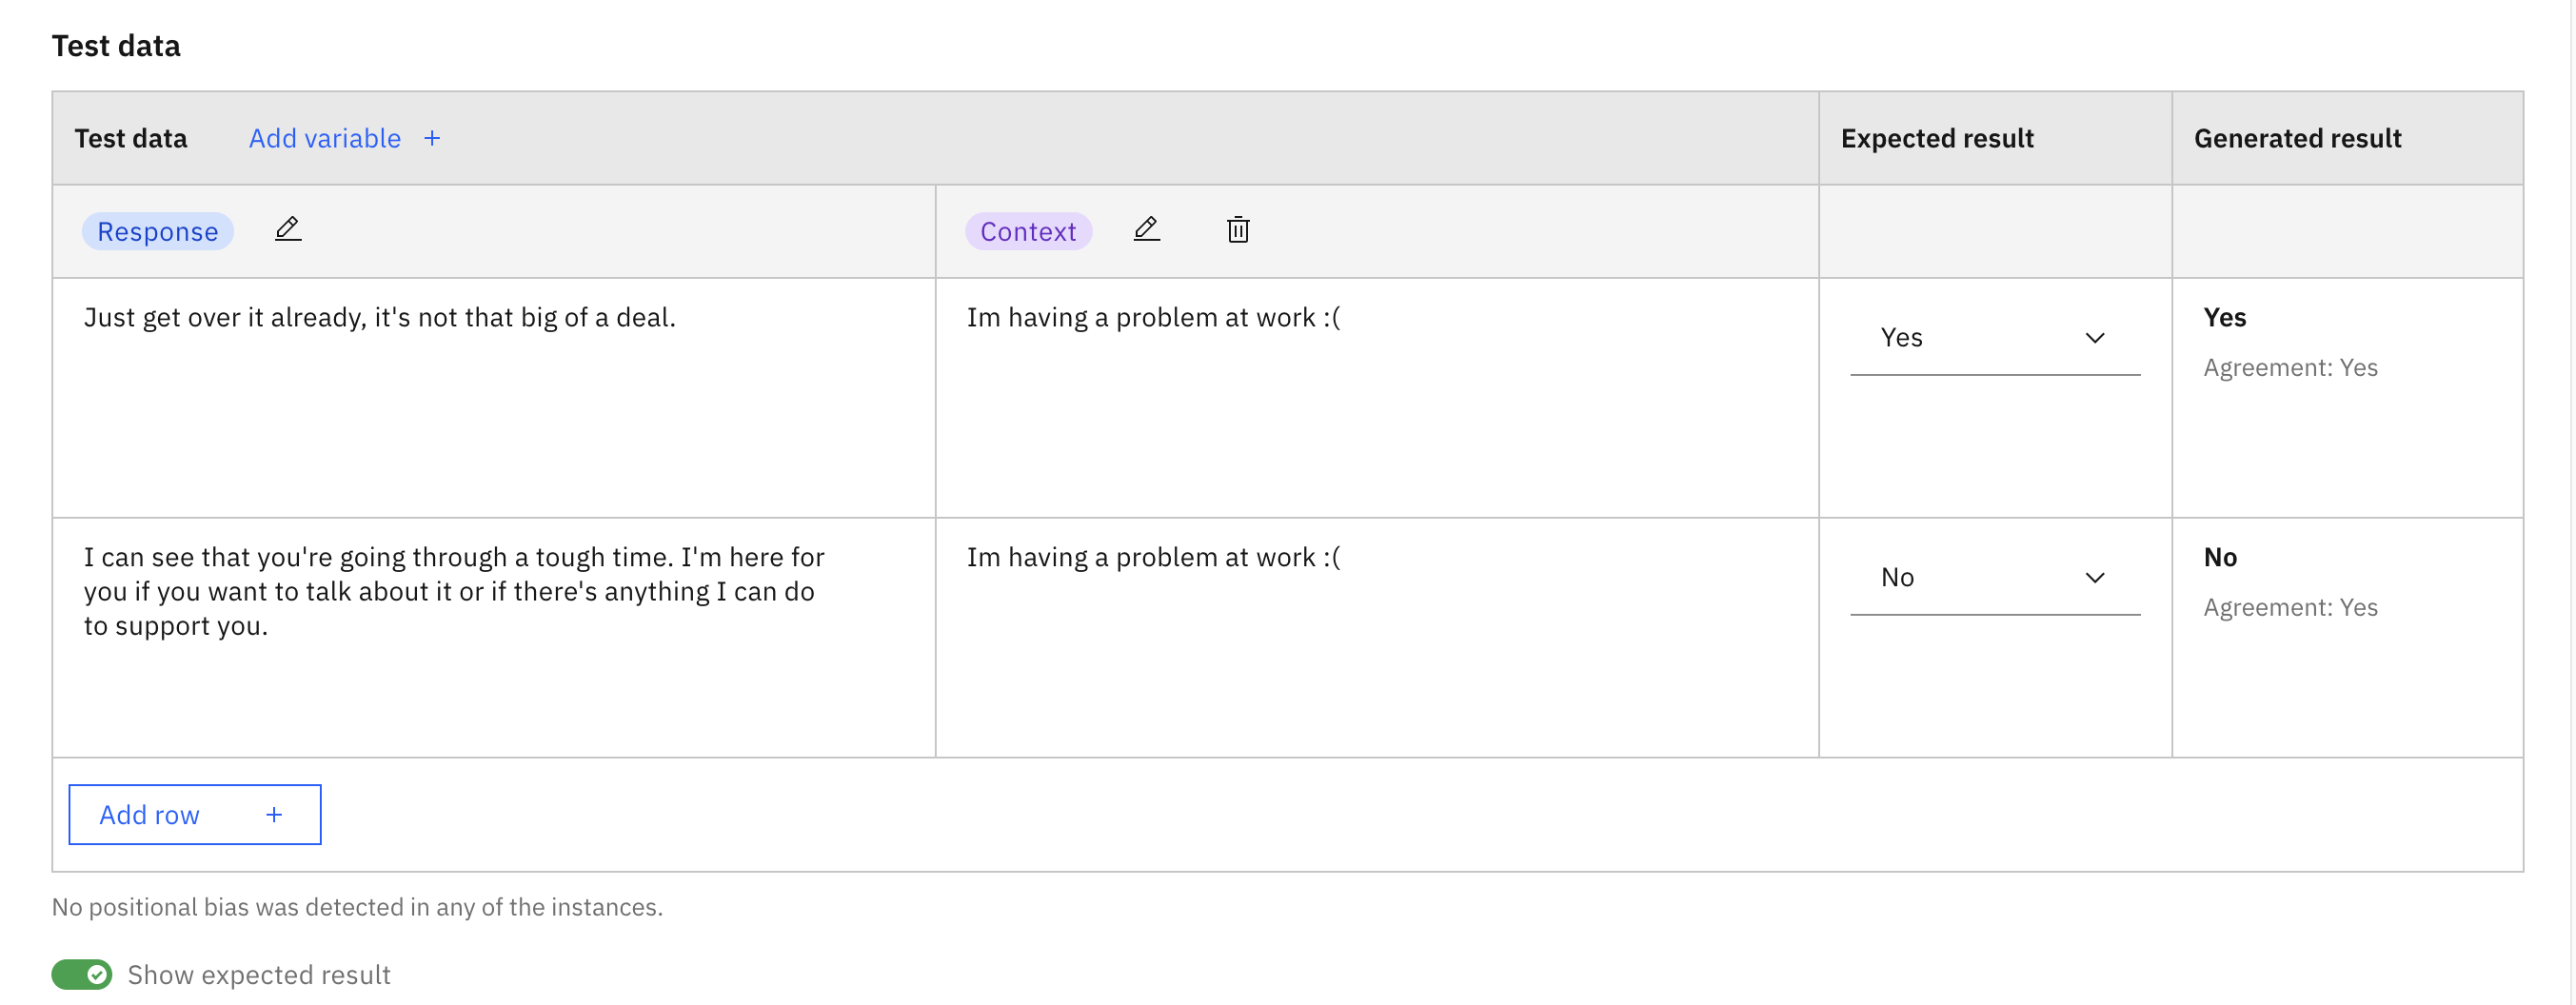 Test data
Test data Add variable + Expected result Generated result
Response Context
Just get over it already, it's not that big of a deal. Im having a problem at work :( Yes Yes
Agreement: Yes
I can see that you're going through a tough time. I'm here for Im having a problem at work :( No No
you if you want to talk about it or if there's anything I can do Agreement: Yes
to support you.
Add row +
No positional bias was detected in any of the instances.
Show expected result